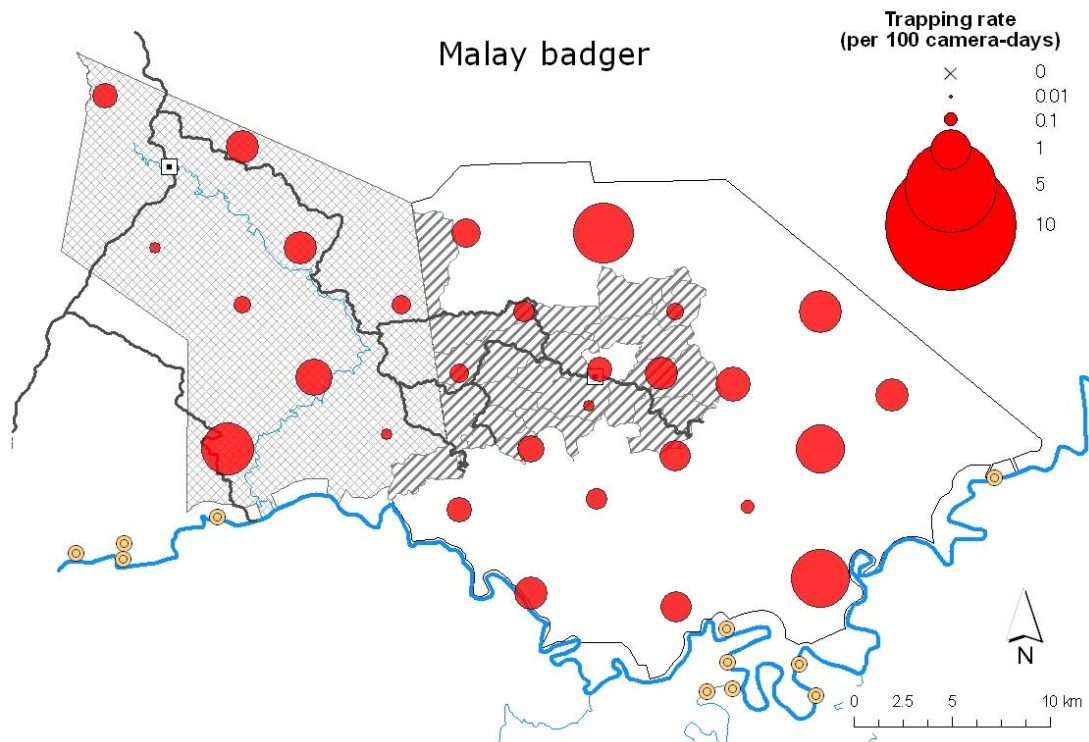 Malay badger
Trapping rate
(per 100 camera-days)
0
0.01
0.1
1
5
10
N
0 2.5 5 10 km